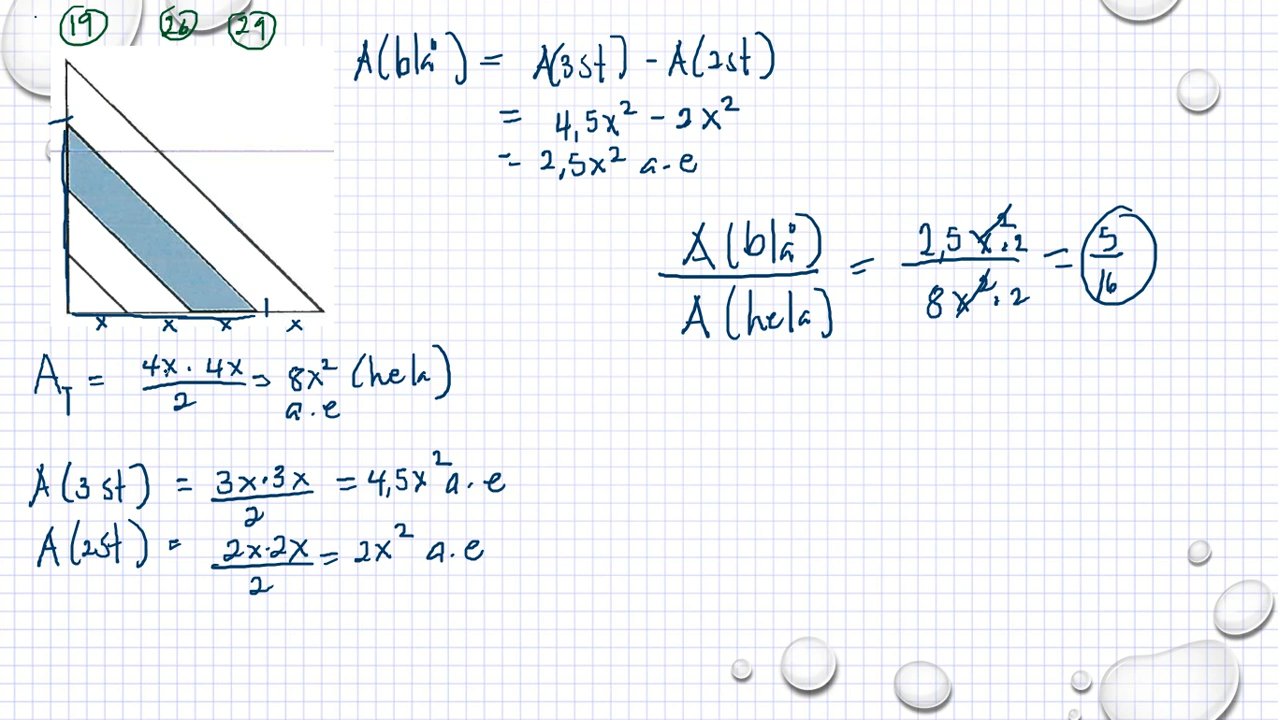 19 26 29
A(blå) = A(3st) - A(2st)
= 4,5x² - 2x²
= 2,5x² a.e
A(blå) / A(hela) = 2,5x²·2 / 8x²·2 = 5/16
x x x x
A_T = 4x·4x / 2 = 8x² (hela)
a.e
A(3st) = 3x·3x / 2 = 4,5x² a.e
A(2st) = 2x·2x / 2 = 2x² a.e